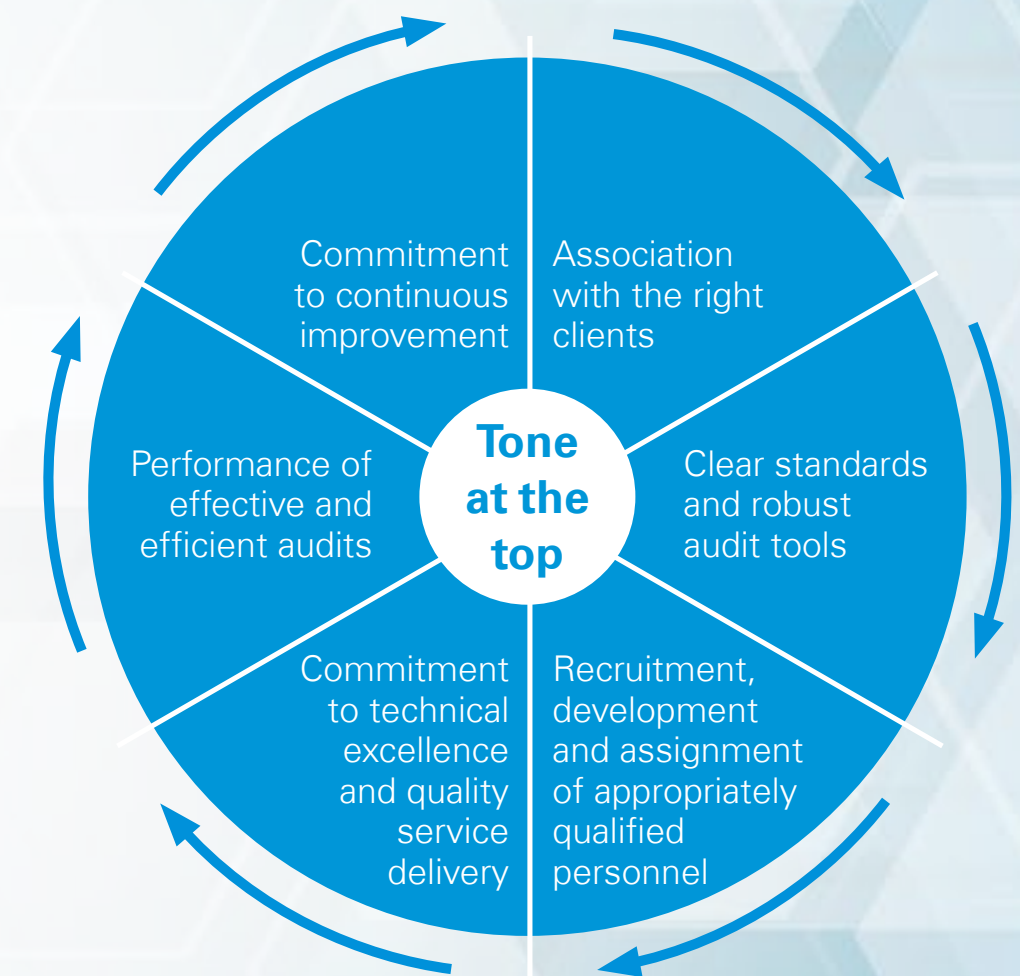 Commitment
to continuous
improvement
Association
with the right
clients
Tone
at the
top
Performance of
effective and
efficient audits
Clear standards
and robust
audit tools
Commitment
to technical
excellence
and quality
service
delivery
Recruitment,
development
and assignment
of appropriately
qualified
personnel